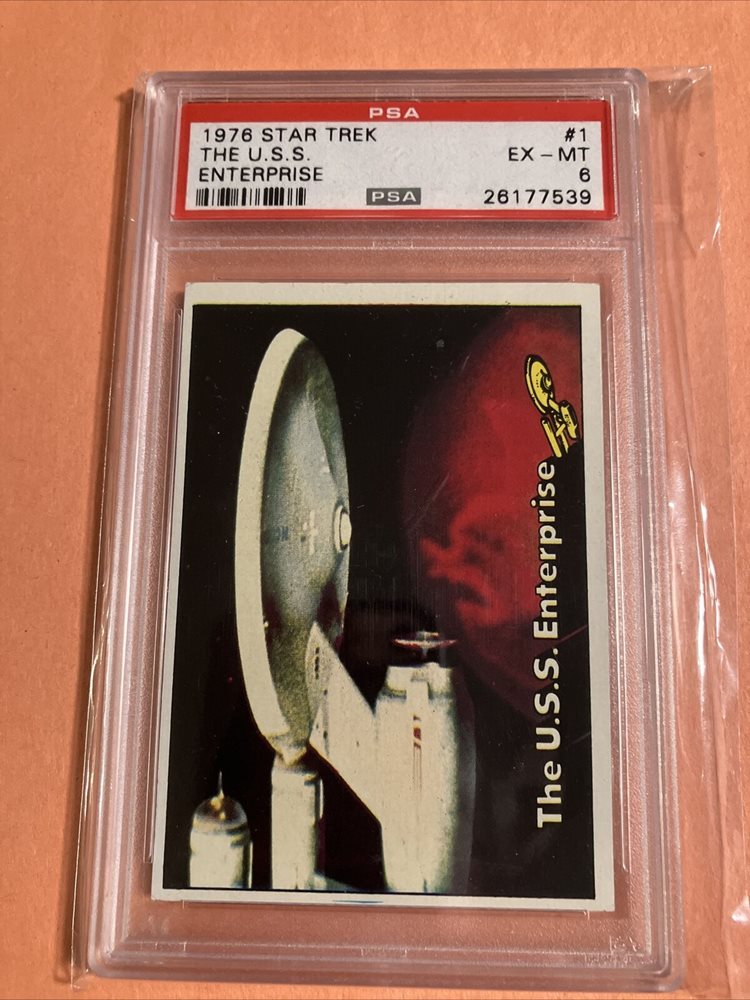 PSA
1976 STAR TREK #1
THE U.S.S. EX - MT
ENTERPRISE 6
PSA 26177539
The U.S.S. Enterprise